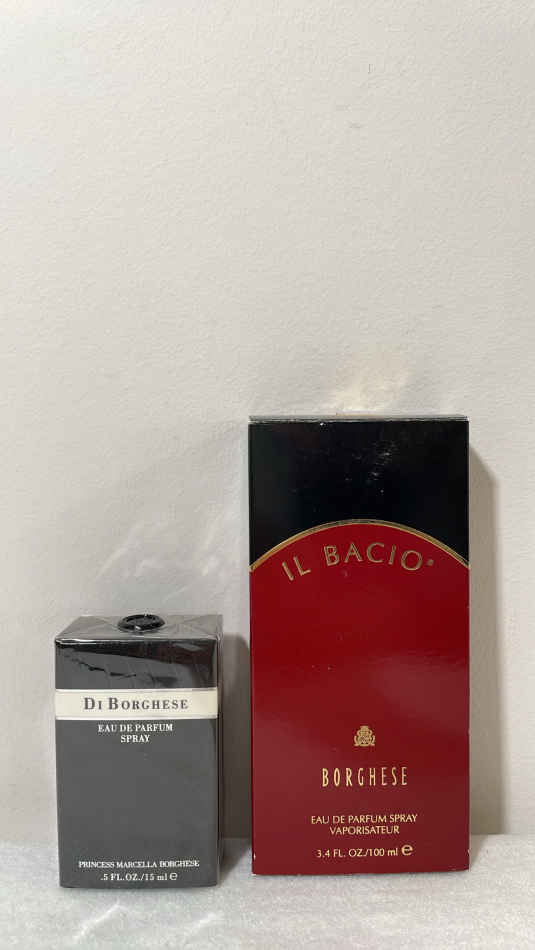 DI BORGHESE
EAU DE PARFUM
SPRAY
PRINCESS MARCELLA BORGHESE
.5 FL. OZ./15 ml ℮
IL BACIO®
BORGHESE
EAU DE PARFUM SPRAY
VAPORISATEUR
3.4 FL. OZ./100 ml ℮